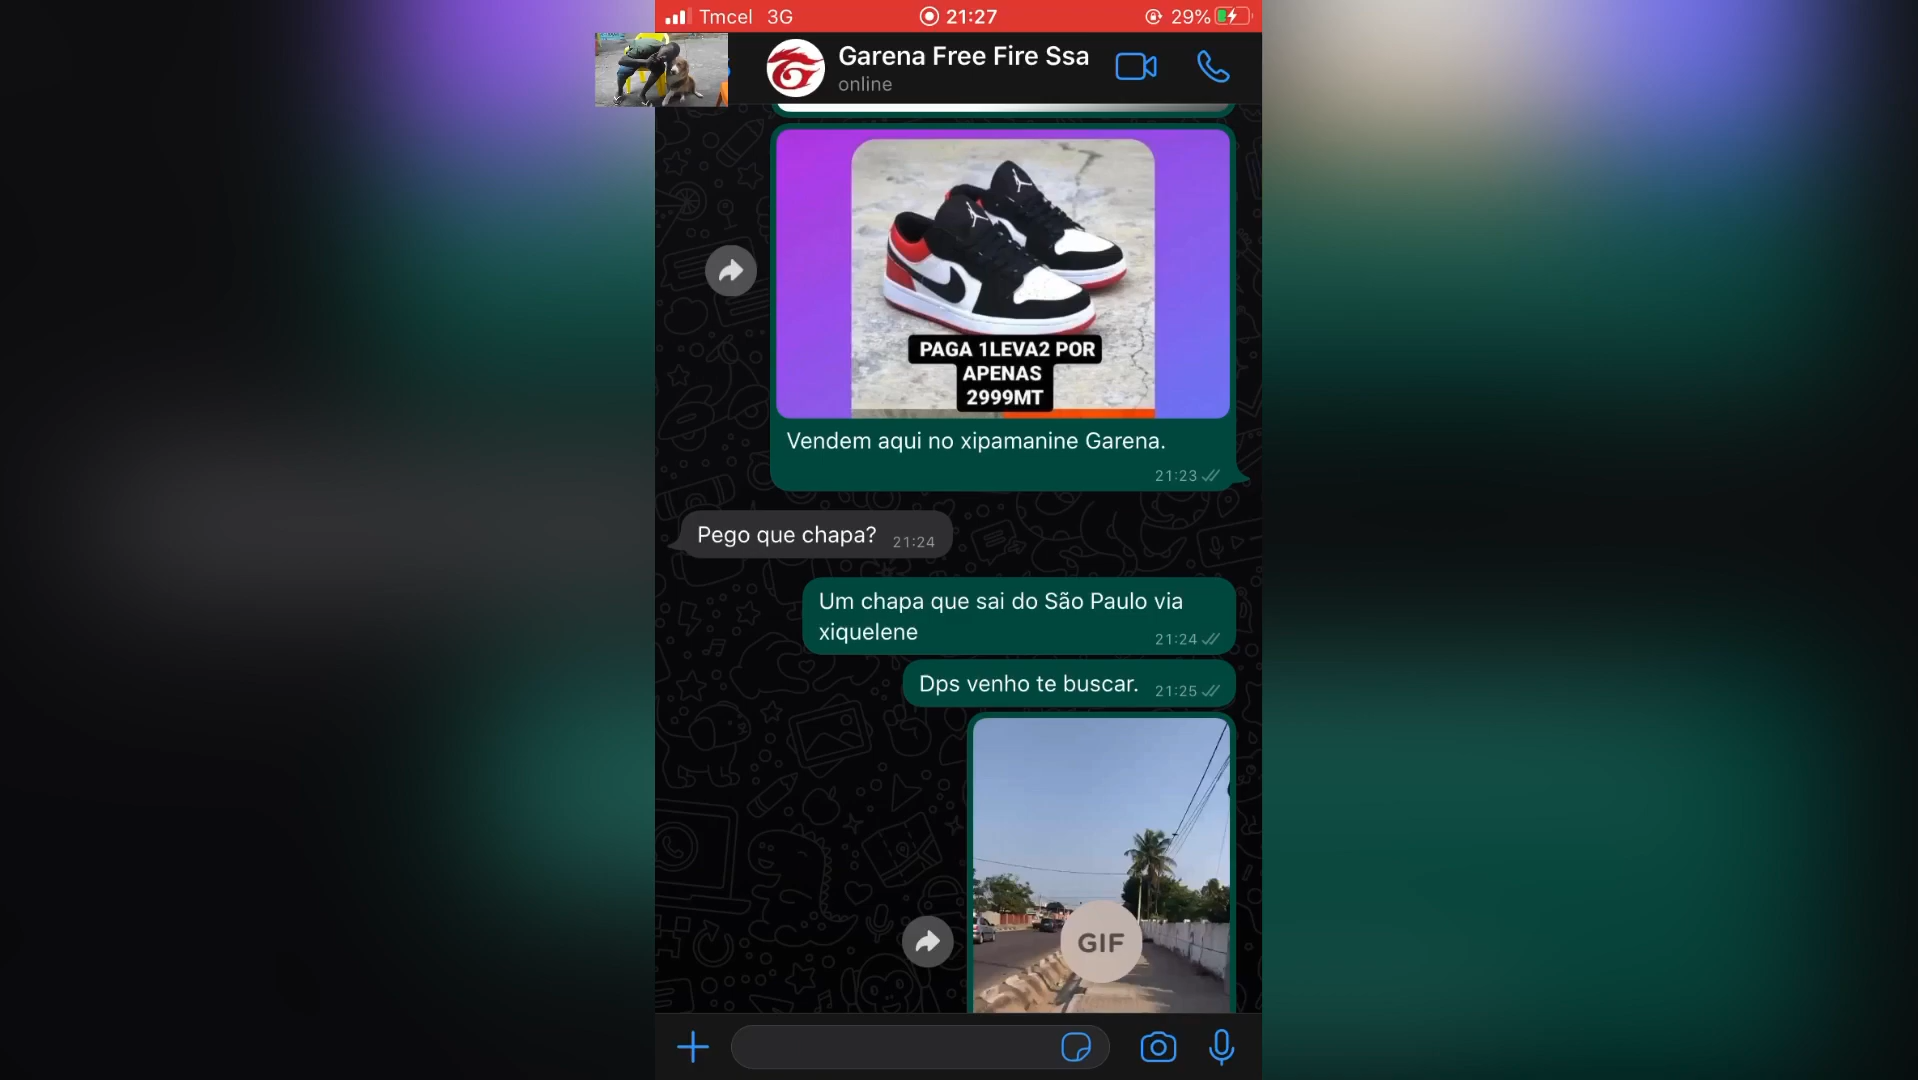 Tmcel 3G 21:27 29%
Garena Free Fire Ssa
online
PAGA 1LEVA2 POR
APENAS
2999MT
Vendem aqui no xipamanine Garena.
21:23
Pego que chapa? 21:24
Um chapa que sai do São Paulo via
xiquelene 21:24
Dps venho te buscar. 21:25
GIF